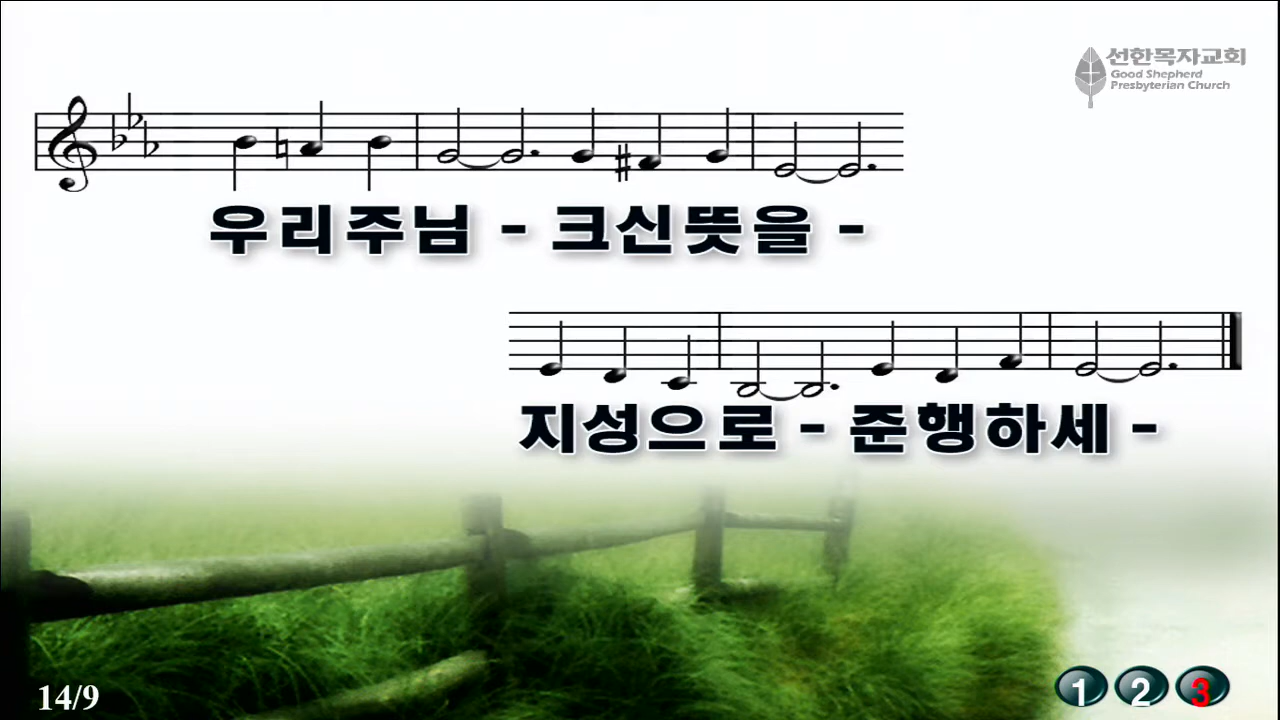 선한목자교회
Good Shepherd
Presbyterian Church
우리주님 - 크신뜻을 -
지성으로 - 준행하세 -
14/9
1 2 3